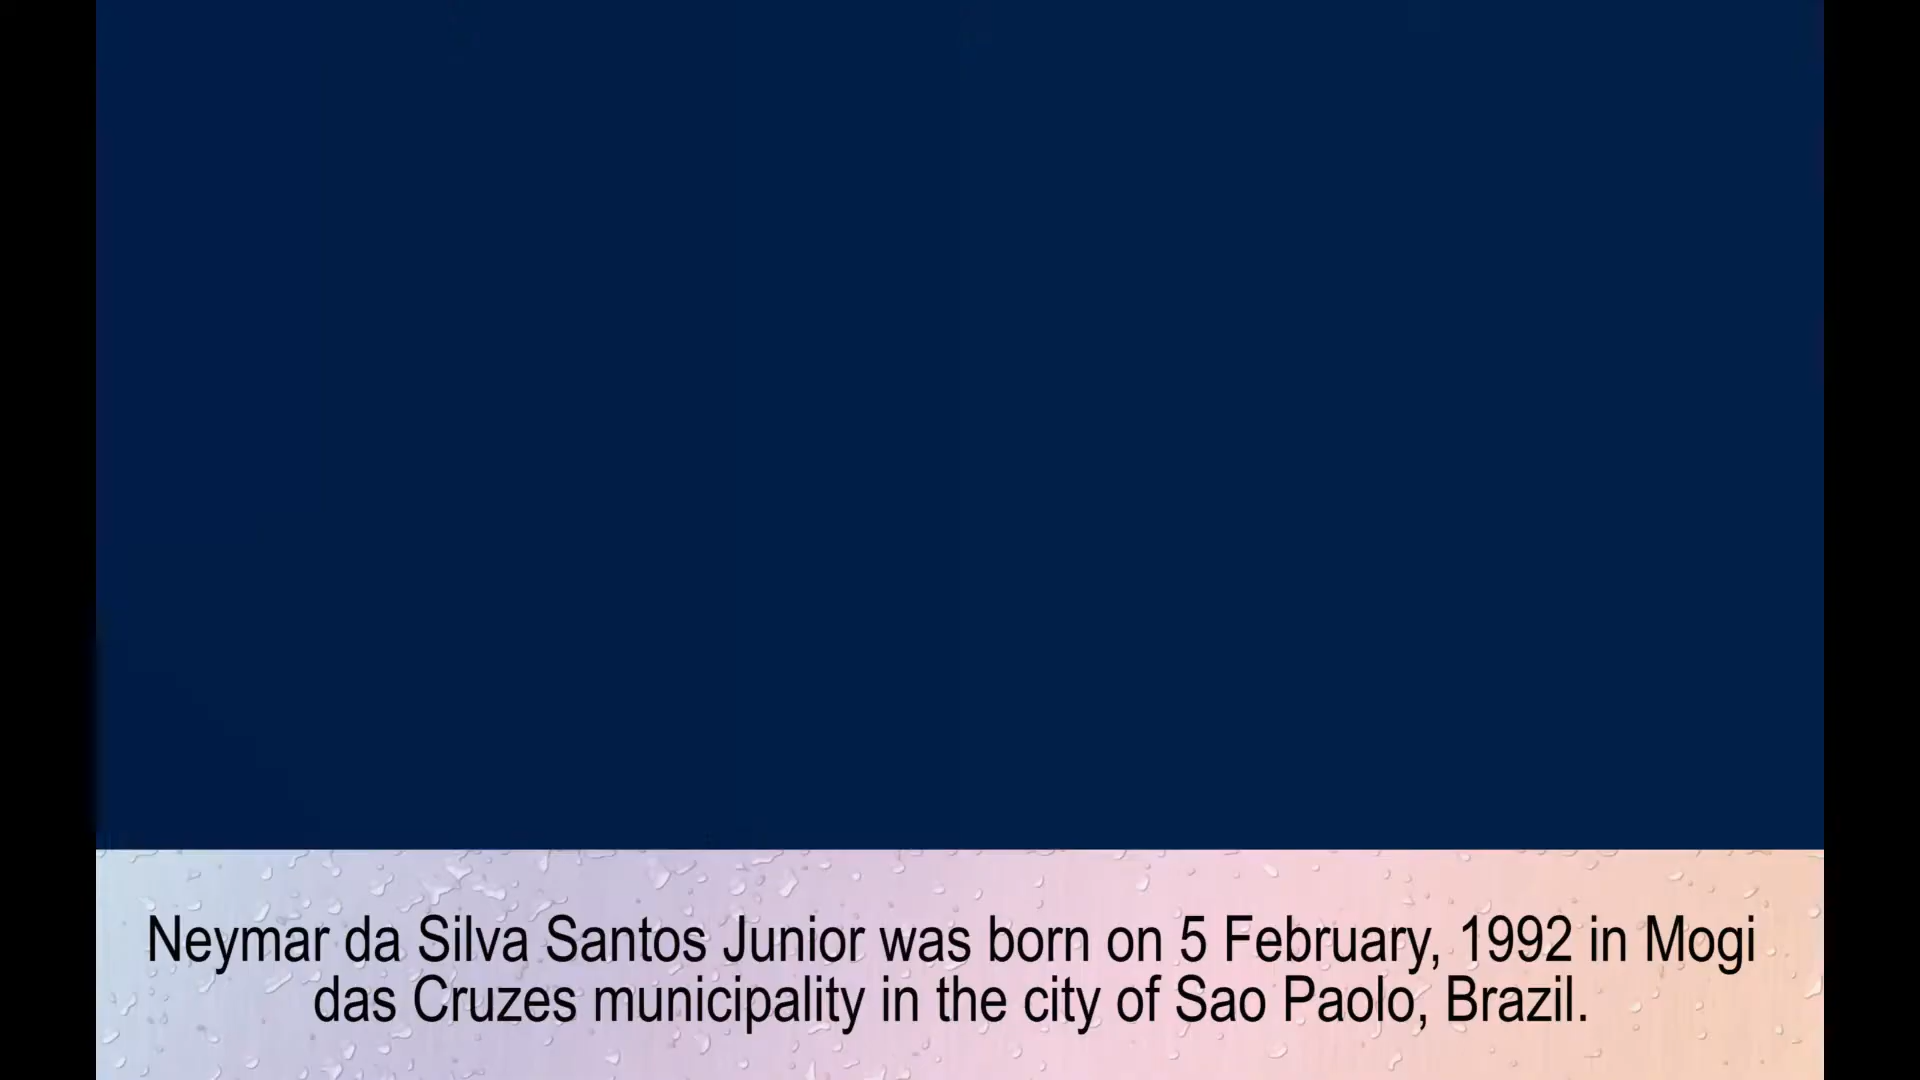 Neymar da Silva Santos Junior was born on 5 February, 1992 in Mogi
das Cruzes municipality in the city of Sao Paolo, Brazil.